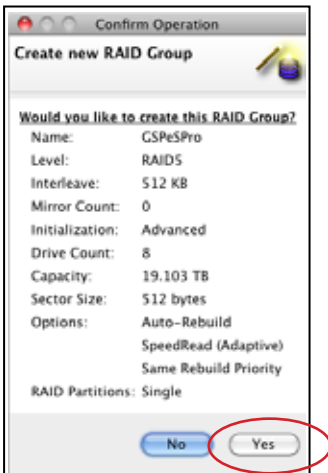 Confirm Operation
Create new RAID Group
Would you like to create this RAID Group?
Name: GSPeSPro
Level: RAID5
Interleave: 512 KB
Mirror Count: 0
Initialization: Advanced
Drive Count: 8
Capacity: 19.103 TB
Sector Size: 512 bytes
Options: Auto-Rebuild
SpeedRead (Adaptive)
Same Rebuild Priority
RAID Partitions: Single
No Yes